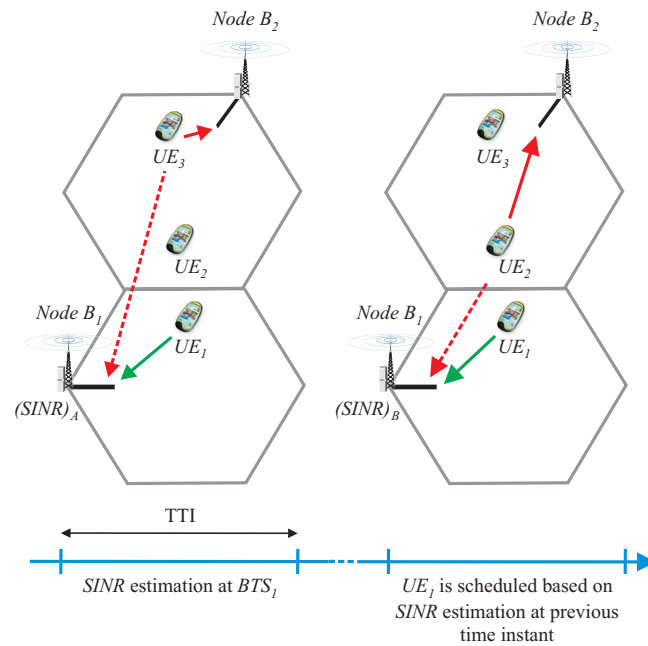 Node B2
Node B2
UE3
UE3
UE2
UE2
Node B1
Node B1
UE1
UE1
(SINR)A
(SINR)B
TTI
SINR estimation at BTS1
UE1 is scheduled based on
SINR estimation at previous
time instant